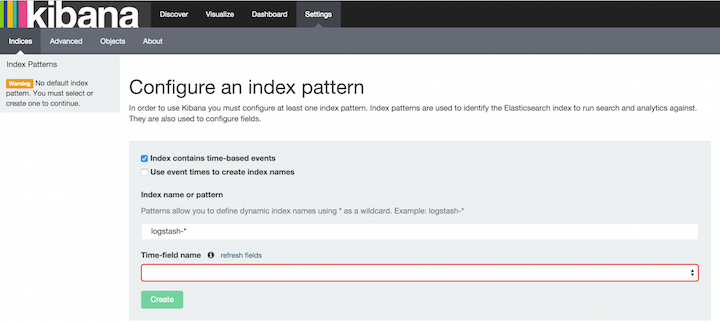 kibana
Discover Visualize Dashboard Settings
Indices Advanced Objects About
Index Patterns
Warning No default index
pattern. You must select or
create one to continue.
Configure an index pattern
In order to use Kibana you must configure at least one index pattern. Index patterns are used to identify the Elasticsearch index to run search and analytics against.
They are also used to configure fields.
Index contains time-based events
Use event times to create index names
Index name or pattern
Patterns allow you to define dynamic index names using * as a wildcard. Example: logstash-*
logstash-*
Time-field name refresh fields
Create